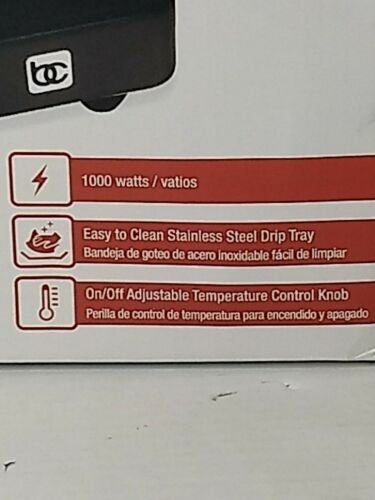 bc
1000 watts / vatios
Easy to Clean Stainless Steel Drip Tray
Bandeja de goteo de acero inoxidable fácil de limpiar
On/Off Adjustable Temperature Control Knob
Perilla de control de temperatura para encendido y apagado